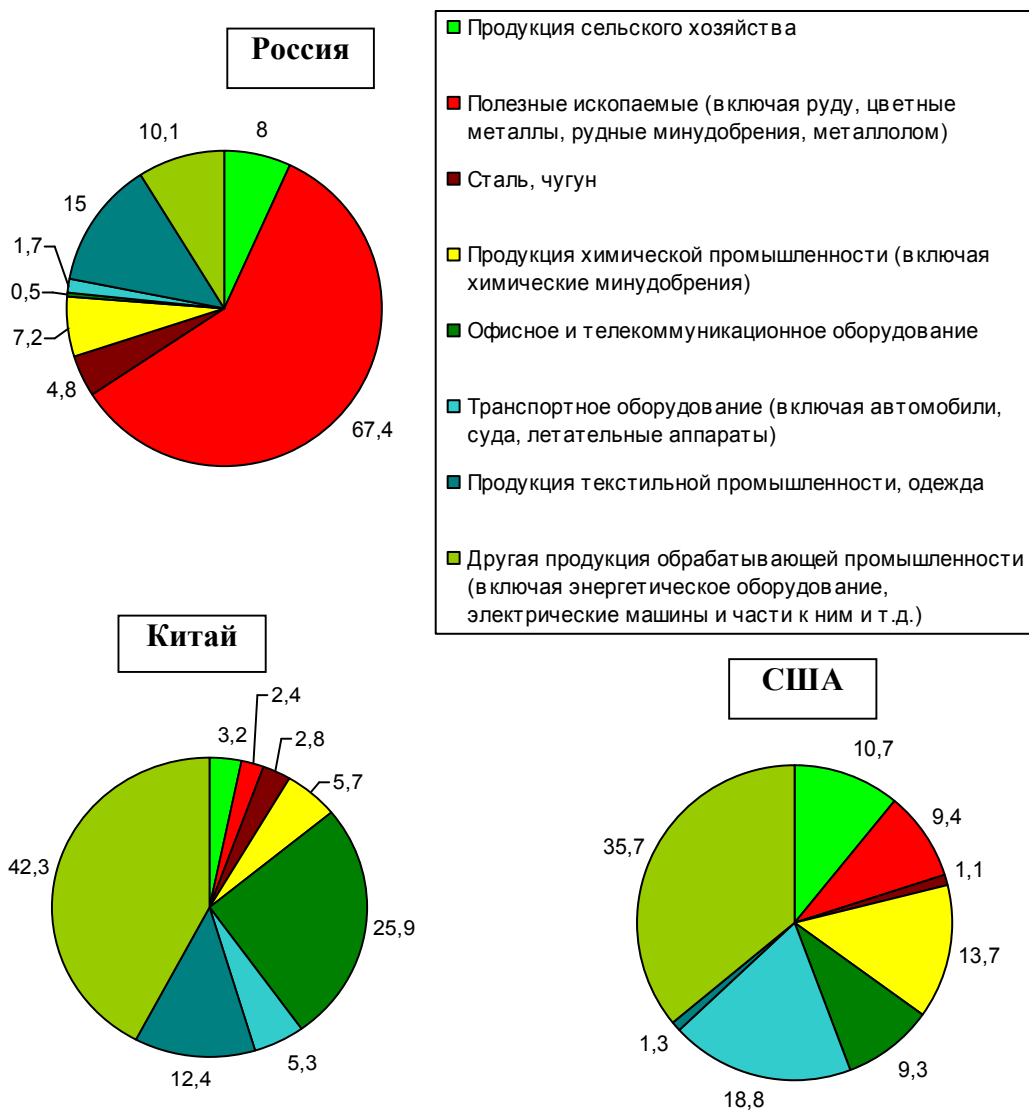 Россия
10,1
8
15
1,7
0,5
7,2
4,8
67,4
Продукция сельского хозяйства
Полезные ископаемые (включая руду, цветные
металлы, рудные минудобрения, металлолом)
Сталь, чугун
Продукция химической промышленности (включая
химические минудобрения)
Офисное и телекоммуникационное оборудование
Транспортное оборудование (включая автомобили,
суда, летательные аппараты)
Продукция текстильной промышленности, одежда
Другая продукция обрабатывающей промышленности
(включая энергетическое оборудование,
электрические машины и части к ним и т.д.)
Китай
3,2
2,4
2,8
5,7
42,3
25,9
12,4
5,3
США
10,7
9,4
35,7
1,1
13,7
1,3
18,8
9,3